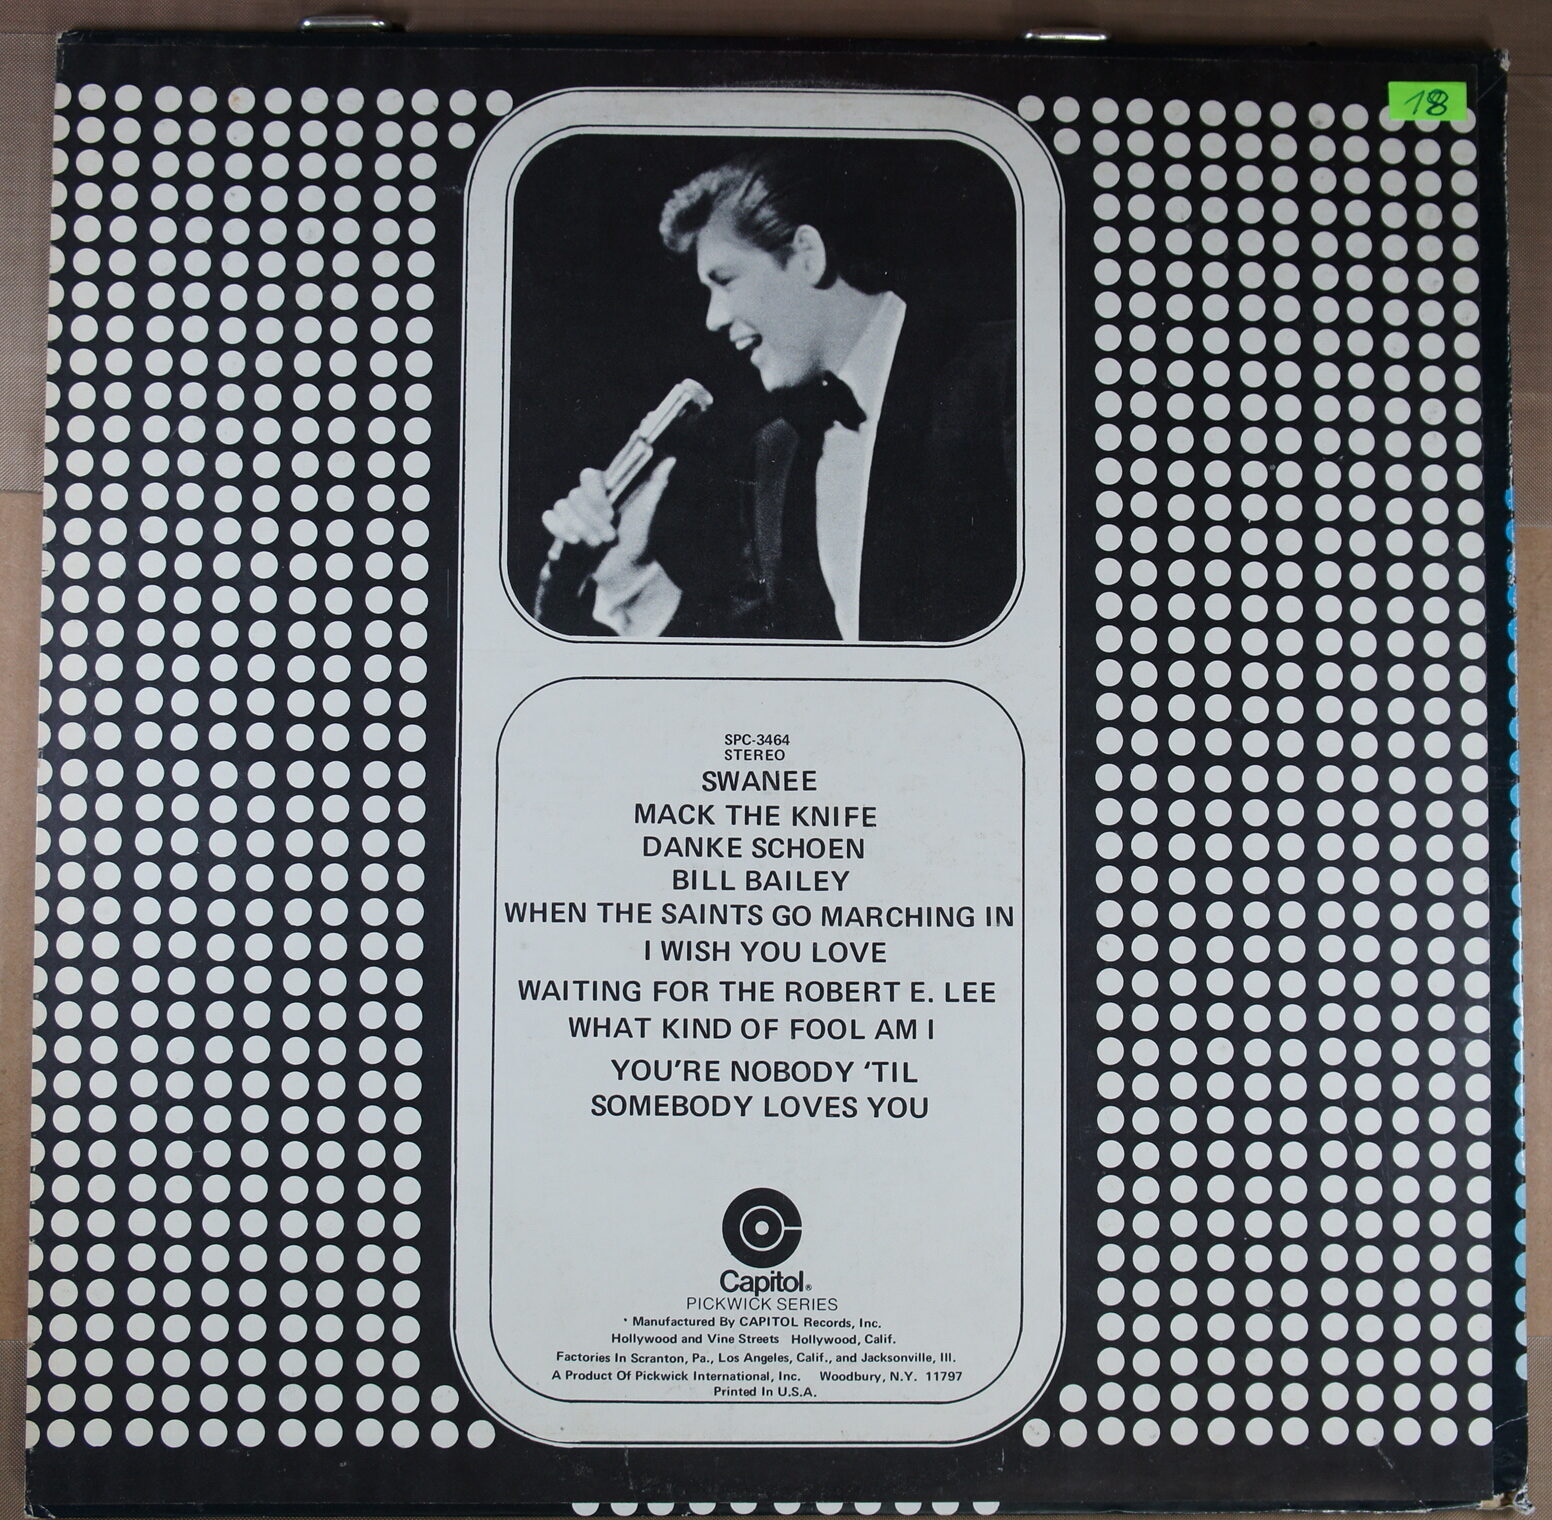 18
SPC-3464
STEREO
SWANEE
MACK THE KNIFE
DANKE SCHOEN
BILL BAILEY
WHEN THE SAINTS GO MARCHING IN
I WISH YOU LOVE
WAITING FOR THE ROBERT E. LEE
WHAT KIND OF FOOL AM I
YOU'RE NOBODY 'TIL
SOMEBODY LOVES YOU
Capitol®
PICKWICK SERIES
• Manufactured By CAPITOL Records, Inc.
Hollywood and Vine Streets Hollywood, Calif.
Factories In Scranton, Pa., Los Angeles, Calif., and Jacksonville, Ill.
A Product Of Pickwick International, Inc. Woodbury, N.Y. 11797
Printed In U.S.A.